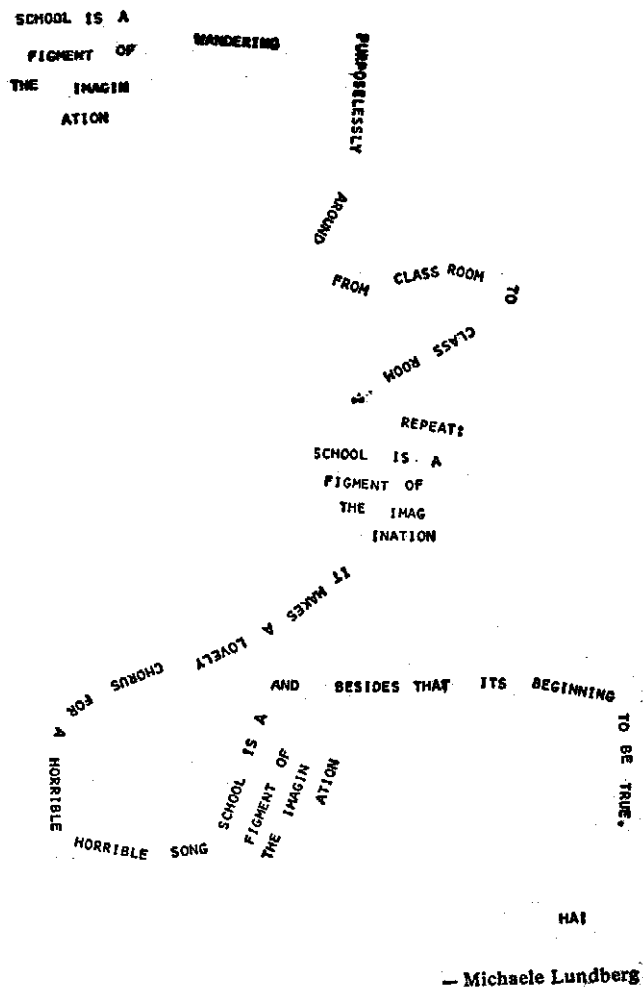 SCHOOL IS A
FIGMENT OF
THE IMAGIN
ATION
WANDERING
PURPOSELESSLY
AROUND
FROM CLASS ROOM
TO
CLASS ROOM
REPEAT:
SCHOOL IS A
FIGMENT OF
THE IMAG
INATION
IT MAKES A LOVELY CHORUS FOR
A HORRIBLE
HORRIBLE SONG
SCHOOL IS A
FIGMENT OF
THE IMAGIN
ATION
AND BESIDES THAT ITS BEGINNING
TO BE TRUE.
HA!
— Michaele Lundberg